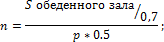 n = S обеденного зала/0,7
p * 0.5 ;